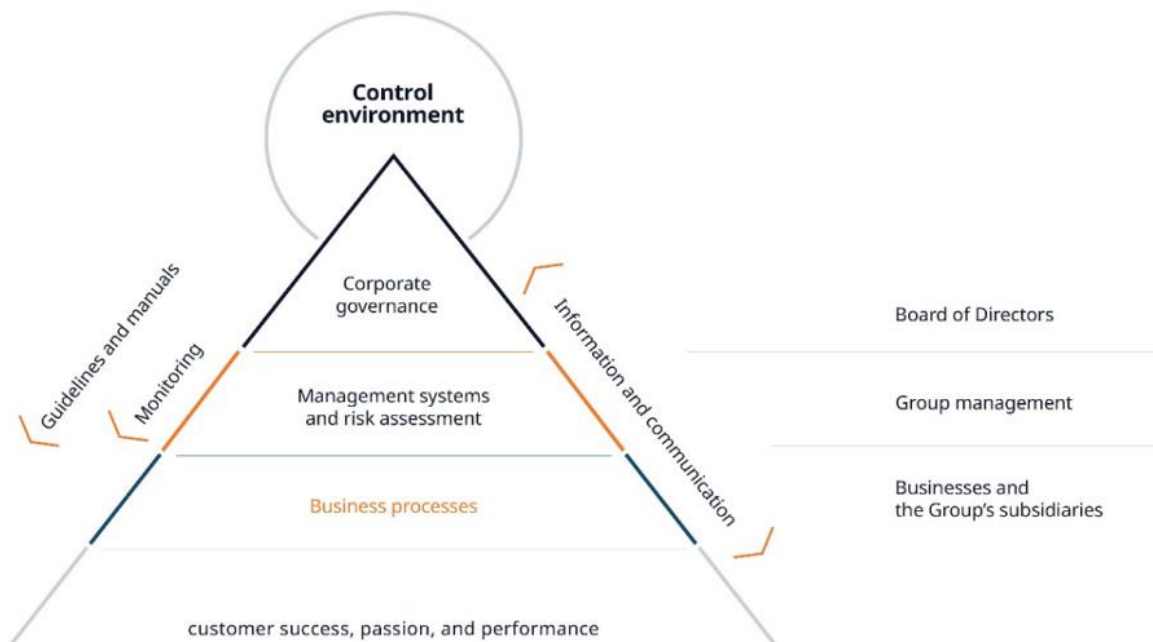 Control
environment
Corporate
governance
Guidelines and manuals
Monitoring
Information and communication
Board of Directors
Management systems
and risk assessment
Group management
Business processes
Businesses and
the Group's subsidiaries
customer success, passion, and performance